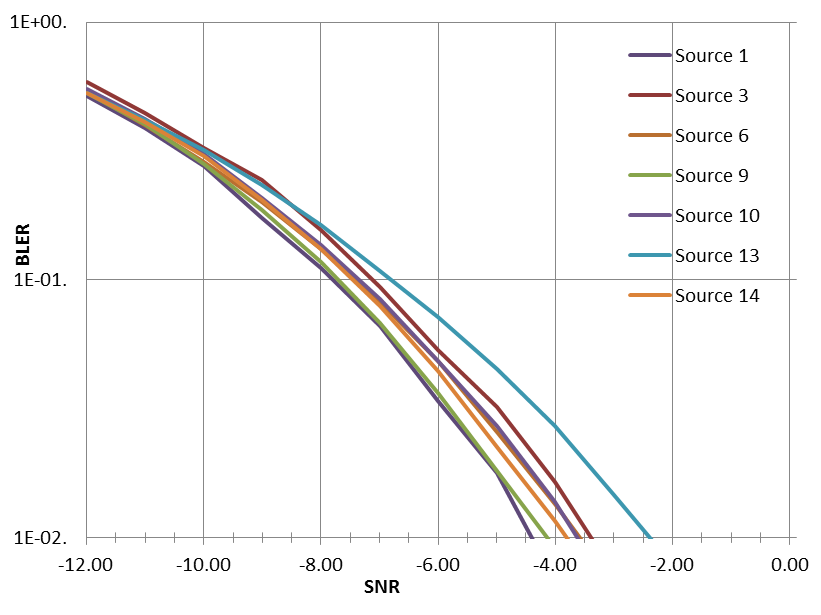 1E+00.
Source 1
Source 3
Source 6
Source 9
Source 10
Source 13
Source 14
BLER
1E-01.
1E-02.
-12.00 -10.00 -8.00 -6.00 -4.00 -2.00 0.00
SNR